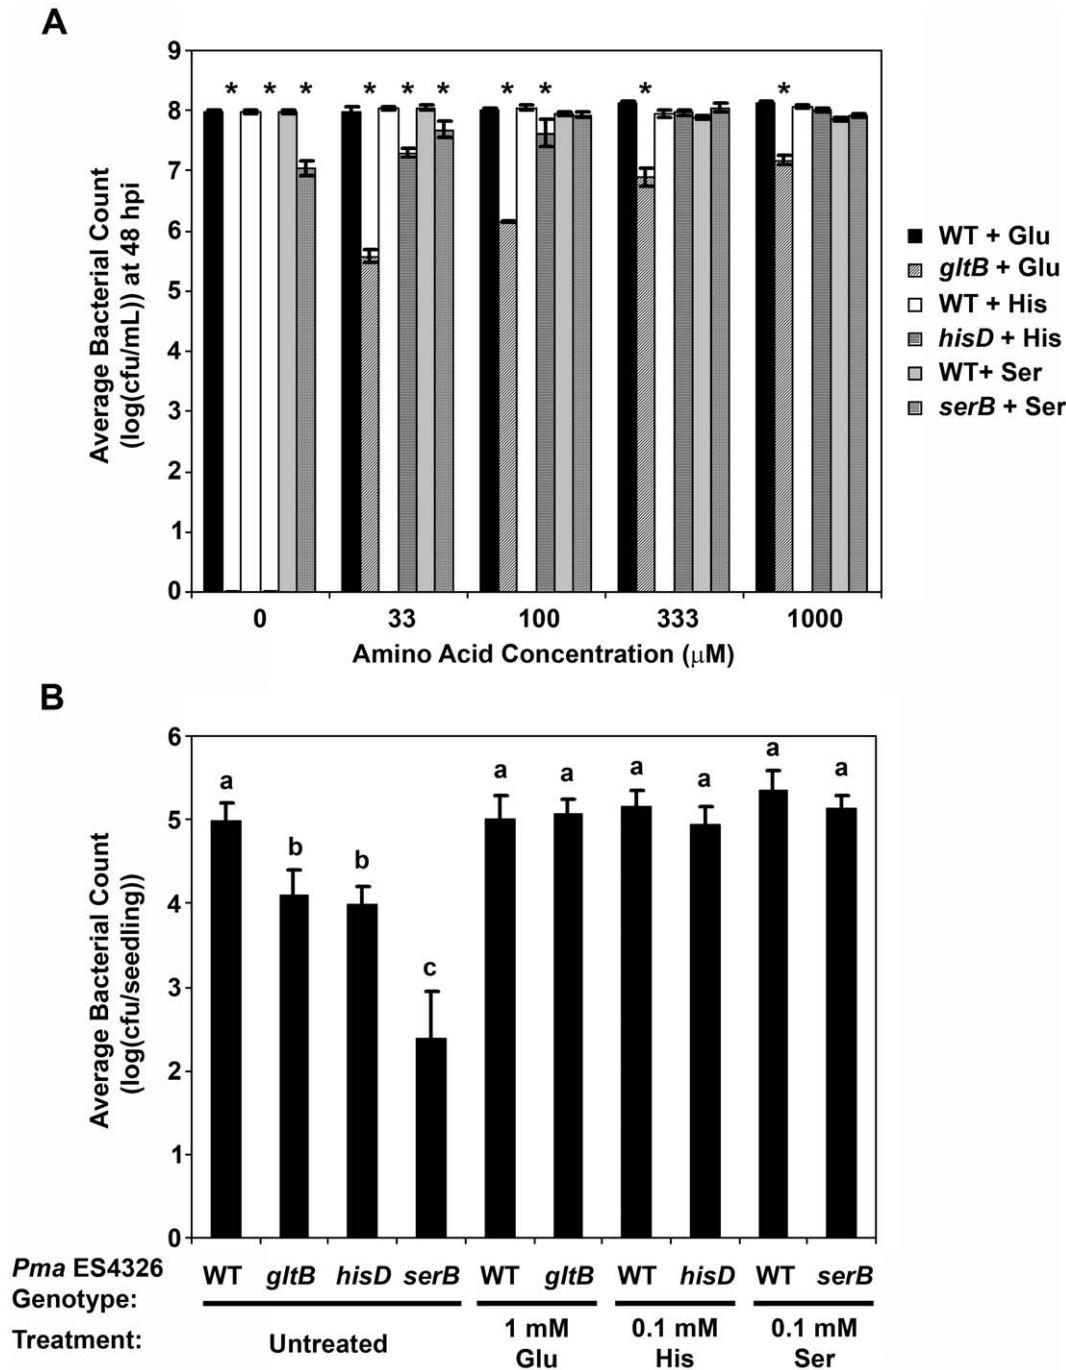 A
Average Bacterial Count
(log(cfu/mL)) at 48 hpi
9
8
7
6
5
4
3
2
1
0
* * * * * * * * * *
0 33 100 333 1000
Amino Acid Concentration (μM)
WT + Glu
gltB + Glu
WT + His
hisD + His
WT+ Ser
serB + Ser
B
Average Bacterial Count
(log(cfu/seedling))
6
5
4
3
2
1
0
a b b c a a a a a a
Pma ES4326
Genotype:
WT gltB hisD serB WT gltB WT hisD WT serB
Treatment:
Untreated
1 mM
Glu
0.1 mM
His
0.1 mM
Ser